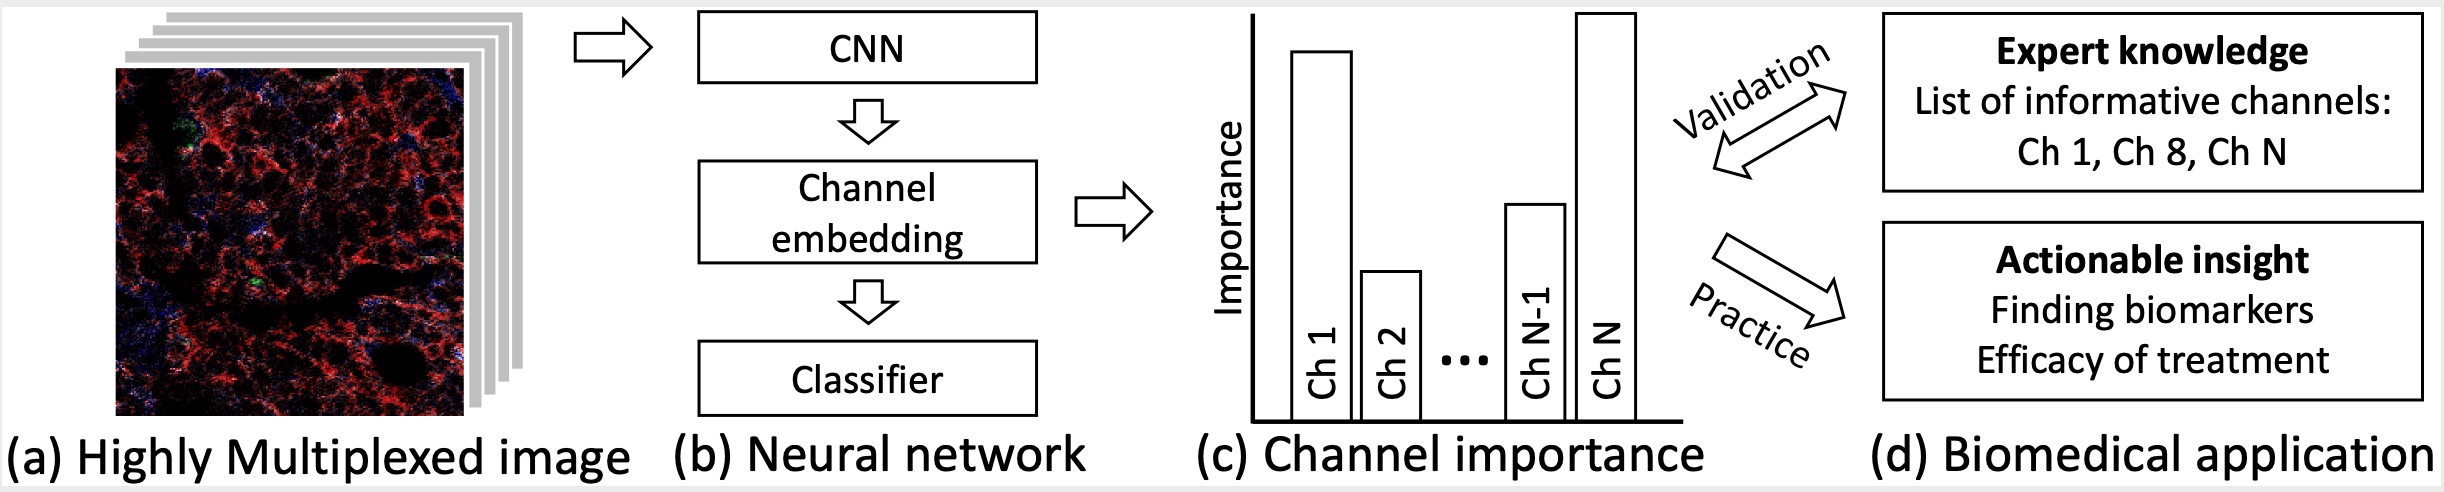 CNN
Channel
embedding
Classifier
Importance
Ch 1
Ch 2
...
Ch N-1
Ch N
Validation
Practice
Expert knowledge
List of informative channels:
Ch 1, Ch 8, Ch N
Actionable insight
Finding biomarkers
Efficacy of treatment
(a) Highly Multiplexed image
(b) Neural network
(c) Channel importance
(d) Biomedical application